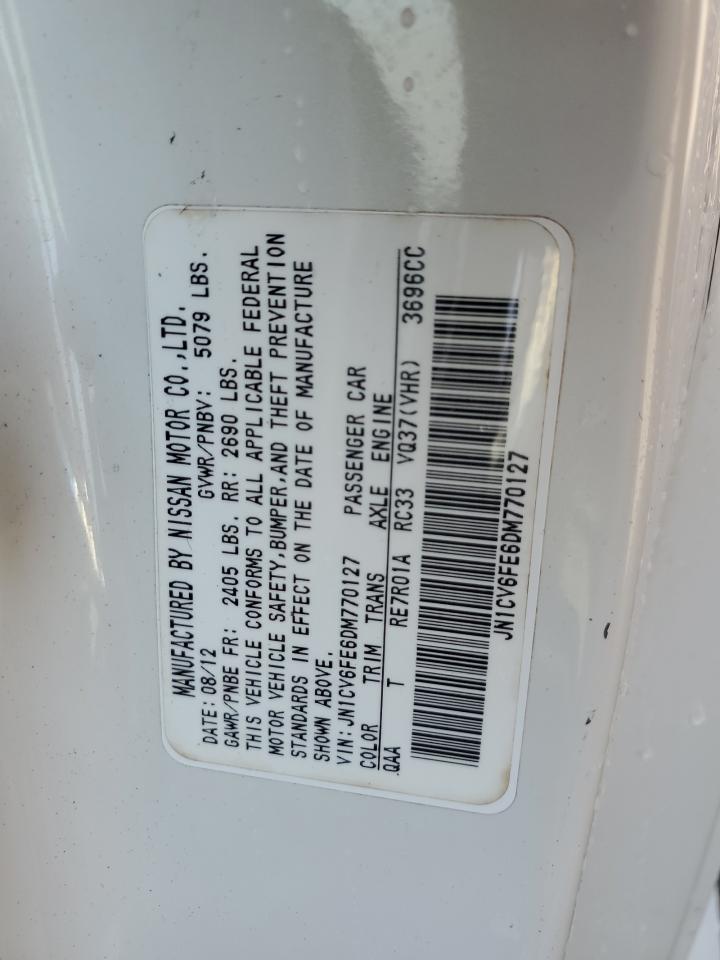 MANUFACTURED BY NISSAN MOTOR CO.,LTD.
DATE: 08/12 GVWR/PNBV: 5079 LBS.
GAWR/PNBE FR: 2405 LBS. RR: 2690 LBS.
THIS VEHICLE CONFORMS TO ALL APPLICABLE FEDERAL
MOTOR VEHICLE SAFETY,BUMPER,AND THEFT PREVENTION
STANDARDS IN EFFECT ON THE DATE OF MANUFACTURE
SHOWN ABOVE.
VIN:JN1CV6FE6DM770127 PASSENGER CAR
COLOR TRIM TRANS AXLE ENGINE
QAA T RE7R01A RC33 VQ37(VHR) 3696CC
JN1CV6FE6DM770127